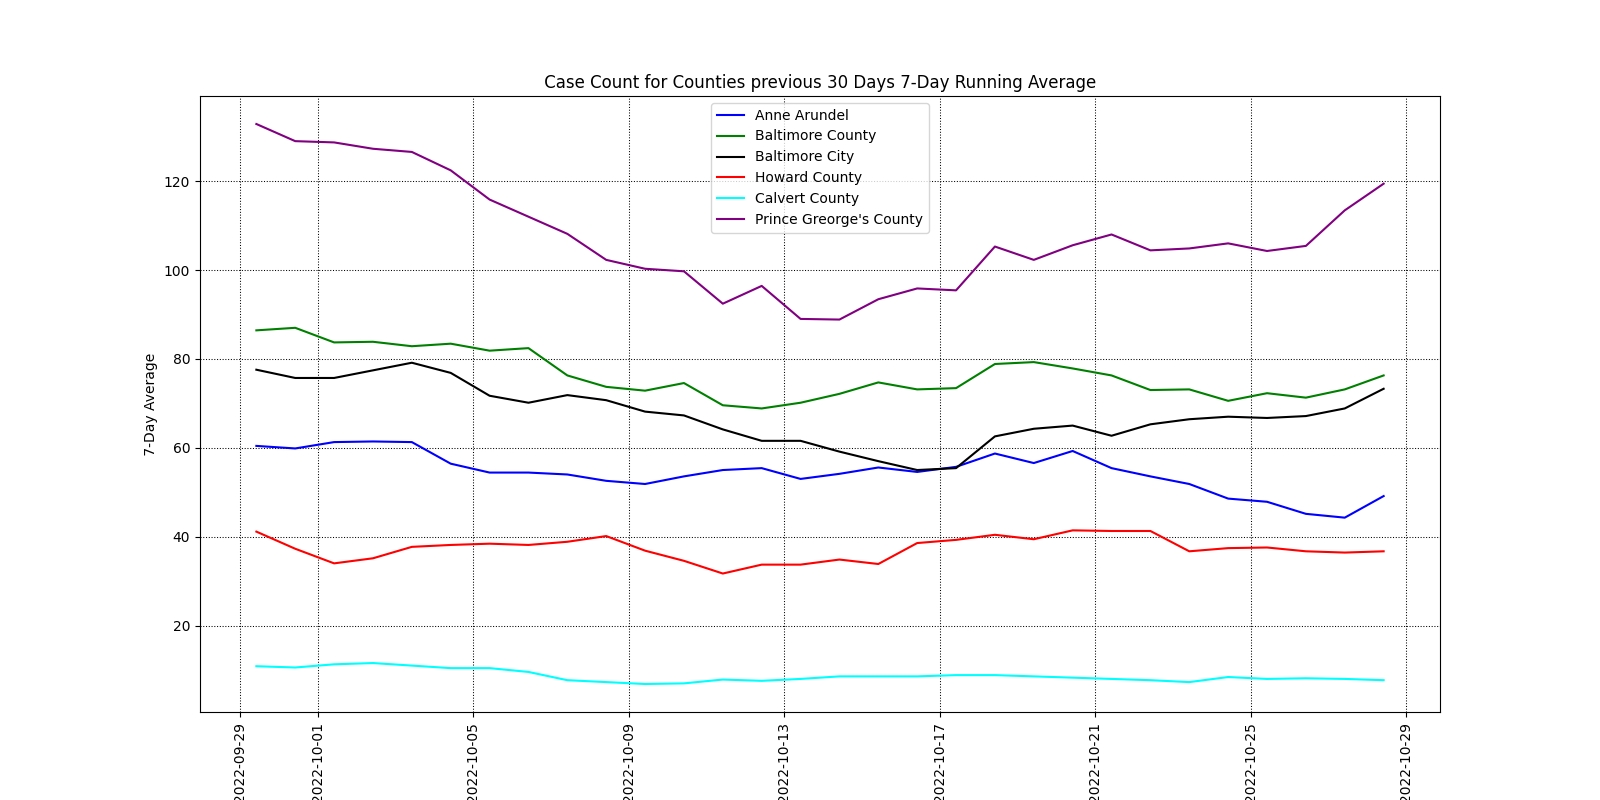 Case Count for Counties previous 30 Days 7-Day Running Average
Anne Arundel
Baltimore County
Baltimore City
Howard County
Calvert County
Prince Greorge's County
7-Day Average
120
100
80
60
40
20
2022-09-29
2022-10-01
2022-10-05
2022-10-09
2022-10-13
2022-10-17
2022-10-21
2022-10-25
2022-10-29